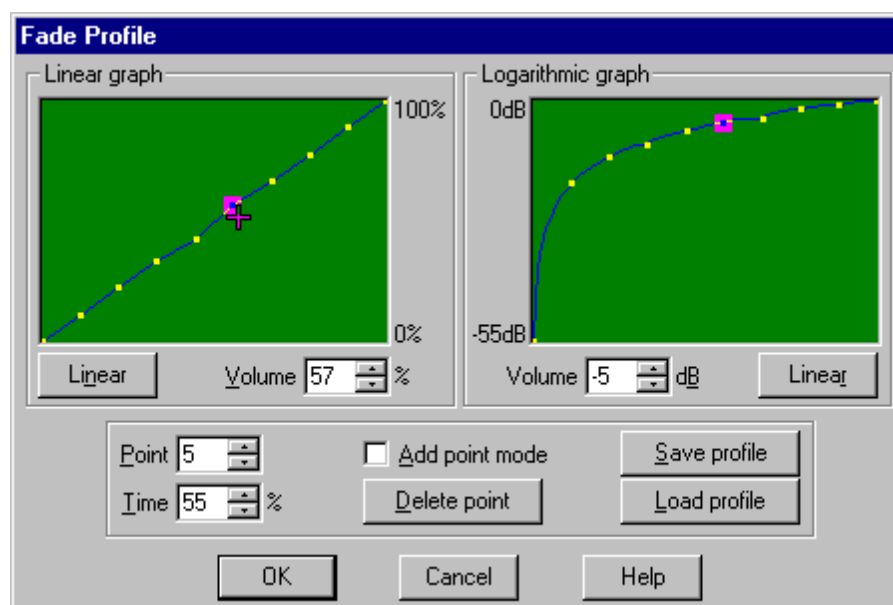 Fade Profile
Linear graph
100%
0%
Linear
Volume 57 %
Logarithmic graph
0dB
-55dB
Volume -5 dB
Linear
Point 5
Time 55 %
Add point mode
Delete point
Save profile
Load profile
OK
Cancel
Help